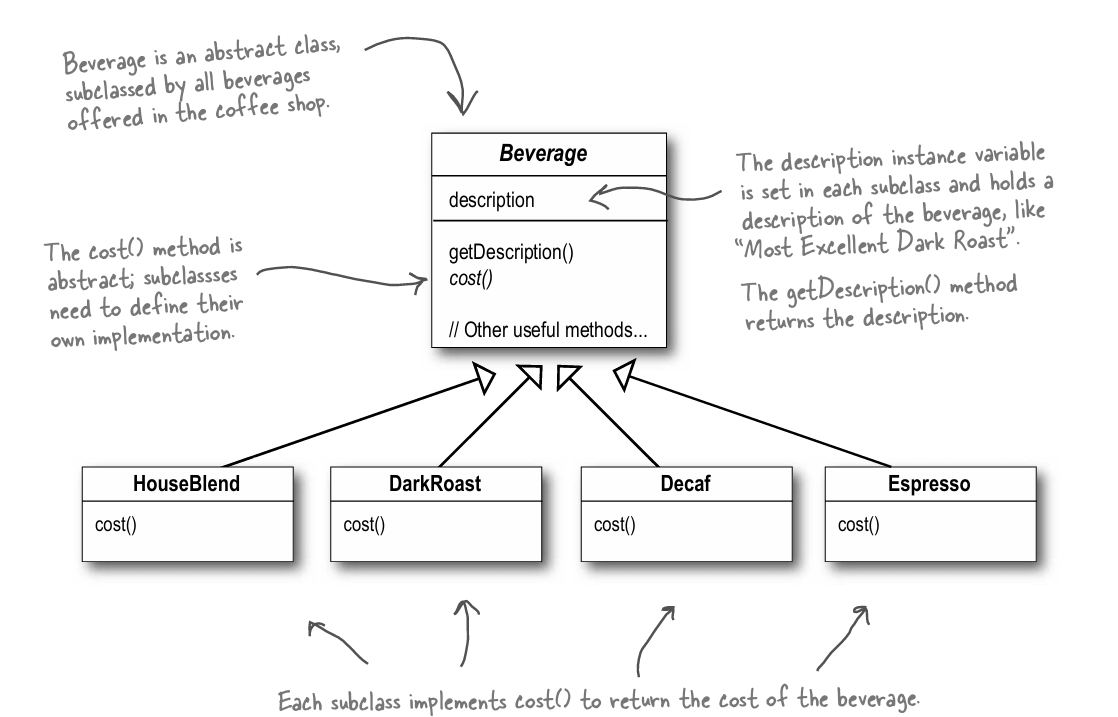 Beverage is an abstract class,
subclassed by all beverages
offered in the coffee shop.
Beverage
description
The description instance variable
is set in each subclass and holds a
description of the beverage, like
“Most Excellent Dark Roast”.
The getDescription() method
returns the description.
The cost() method is
abstract; subclassses
need to define their
own implementation.
getDescription()
cost()
// Other useful methods...
HouseBlend
cost()
DarkRoast
cost()
Decaf
cost()
Espresso
cost()
Each subclass implements cost() to return the cost of the beverage.